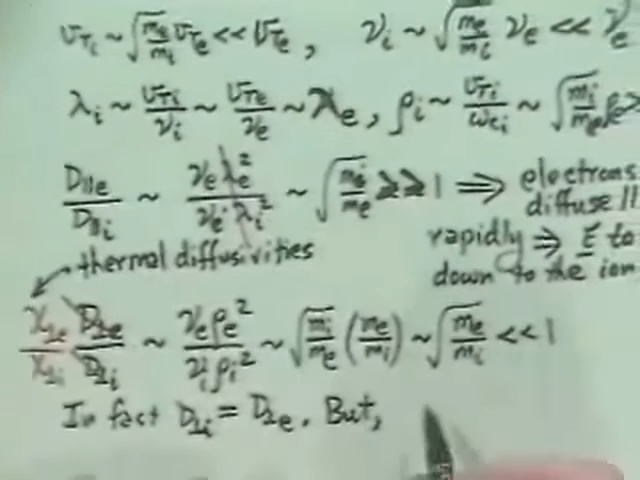 v_Ti ~ √(m_e/m_i) v_Te << v_Te, ν_i ~ √(m_e/m_i) ν_e << ν_e
λ_i ~ v_Ti/ν_i ~ v_Te/ν_e ~ λ_e, ρ_i ~ v_Ti/ω_ci ~ √(m_i/m_e) ρ_e >
D_∥e/D_∥i ~ ν_e λ_e²/ν_i λ_i² ~ √(m_i/m_e) >> 1 ⇒ electrons
diffuse ∥
rapidly ⇒ E to
down to the ion
thermal diffusivities
χ_⊥e/χ_⊥i D_⊥e/D_⊥i ~ ν_e ρ_e²/ν_i ρ_i² ~ √(m_i/m_e) (m_e/m_i) ~ √(m_e/m_i) << 1
In fact D_⊥i = D_⊥e. But,